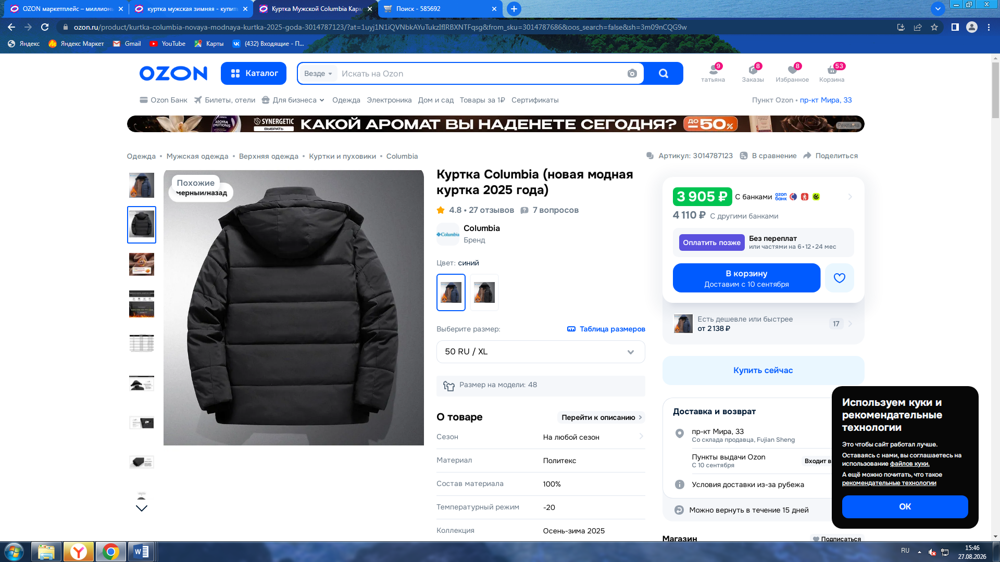 OZON маркетплейс – миллионы
куртка мужская зимняя - купить
Куртка Мужской Columbia Карм
Поиск - 585692
ozon.ru/product/kurtka-columbia-novaya-modnaya-kurtka-2025-goda-3014787123/?at=1uyj1N1iQVNbkAYuTukzIfIRBXNTFqsg&from_sku=3014787686&oos_search=false&sh=3m09nCQG9w
Яндекс
Яндекс Маркет
Gmail
YouTube
Карты
(432) Входящие - П...
OZON
Каталог
Везде
Искать на Ozon
9
татьяна
8
Заказы
8
Избранное
53
Корзина
Ozon Банк
Билеты, отели
Для бизнеса
Одежда
Электроника
Дом и сад
Товары за 1₽
Сертификаты
Пункт Ozon • пр-кт Мира, 33
AROMA EMOTIONS
SYNERGETIC
ВЫБРАТЬ
КАКОЙ АРОМАТ ВЫ НАДЕНЕТЕ СЕГОДНЯ?
ДО -50%
Реклама
Одежда • Мужская одежда • Верхняя одежда • Куртки и пуховики • Columbia
Артикул: 3014787123
В сравнение
Поделиться
Похожие
Черный/назад
Куртка Columbia (новая модная
куртка 2025 года)
4.8 • 27 отзывов
7 вопросов
Columbia
Columbia
Бренд
Цвет: синий
Выберите размер:
Таблица размеров
50 RU / XL
Размер на модели: 48
О товаре
Перейти к описанию
Сезон
На любой сезон
Материал
Политекс
Состав материала
100%
Температурный режим
-20
Коллекция
Осень-зима 2025
3 905 ₽
С банками
ozon банк
4 110 ₽ С другими банками
Оплатить позже
Без переплат
или частями на 6 • 12 • 24 мес
В корзину
Доставим с 10 сентября
Есть дешевле или быстрее
от 2 138 ₽
17
Купить сейчас
Доставка и возврат
пр-кт Мира, 33
Со склада продавца, Fujian Sheng
Пункты выдачи Ozon
С 10 сентября
Входит в
Условия доставки из-за рубежа
Можно вернуть в течение 15 дней
Магазин
Подписаться
Используем куки и
рекомендательные
технологии
Это чтобы сайт работал лучше.
Оставаясь с нами, вы соглашаетесь на
использование файлов куки.
А ещё можно почитать, что такое
рекомендательные технологии
ОК
RU
15:46
27.08.2026